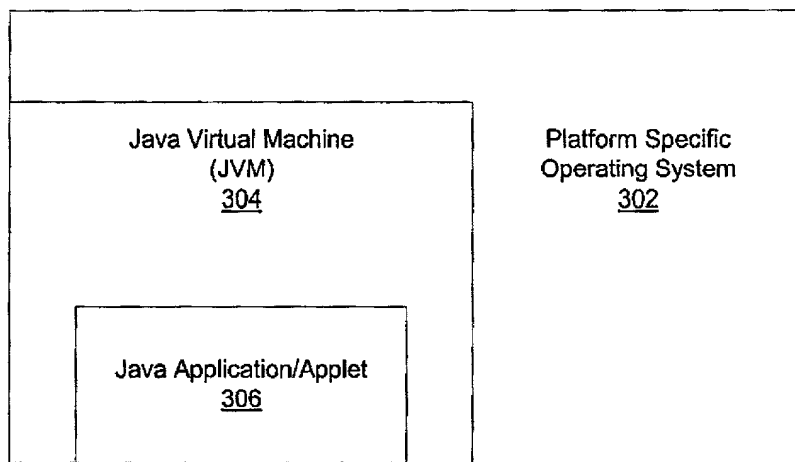 Java Virtual Machine
(JVM)
304
Platform Specific
Operating System
302
Java Application/Applet
306